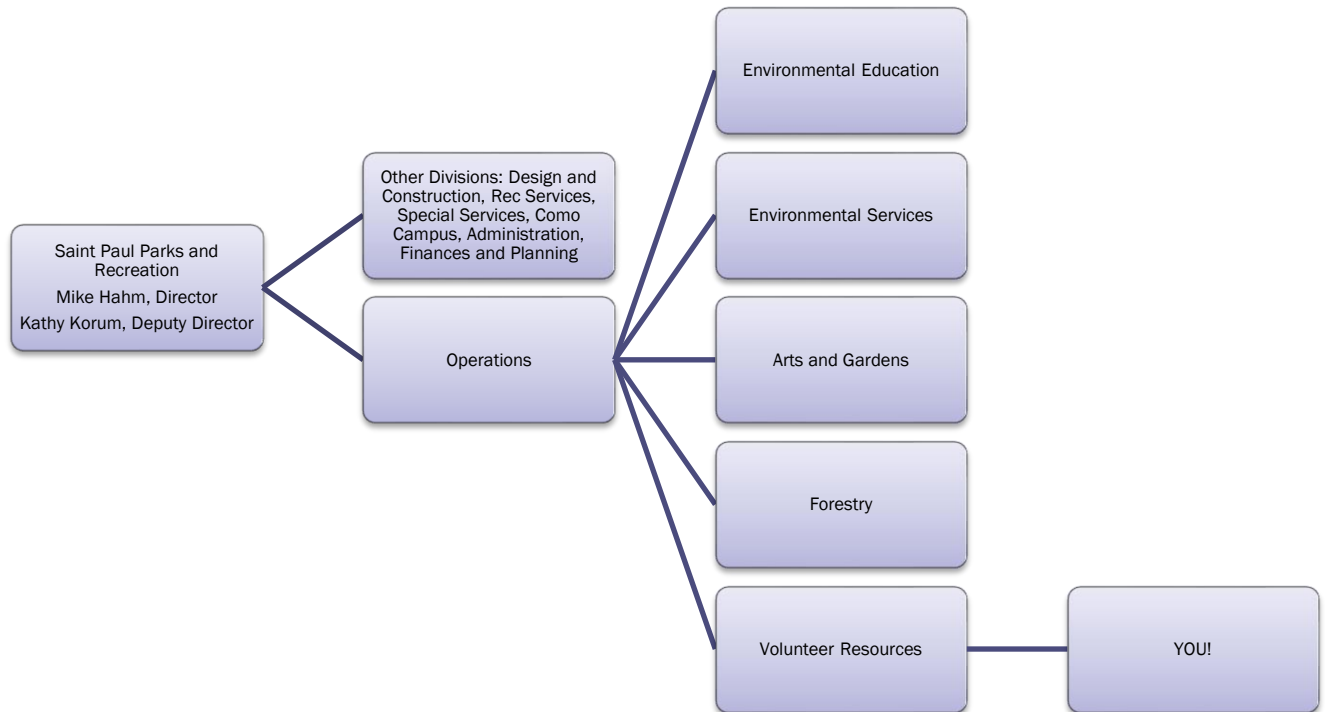 Saint Paul Parks and
Recreation
Mike Hahm, Director
Kathy Korum, Deputy Director
Other Divisions: Design and
Construction, Rec Services,
Special Services, Como
Campus, Administration,
Finances and Planning
Operations
Environmental Education
Environmental Services
Arts and Gardens
Forestry
Volunteer Resources
YOU!